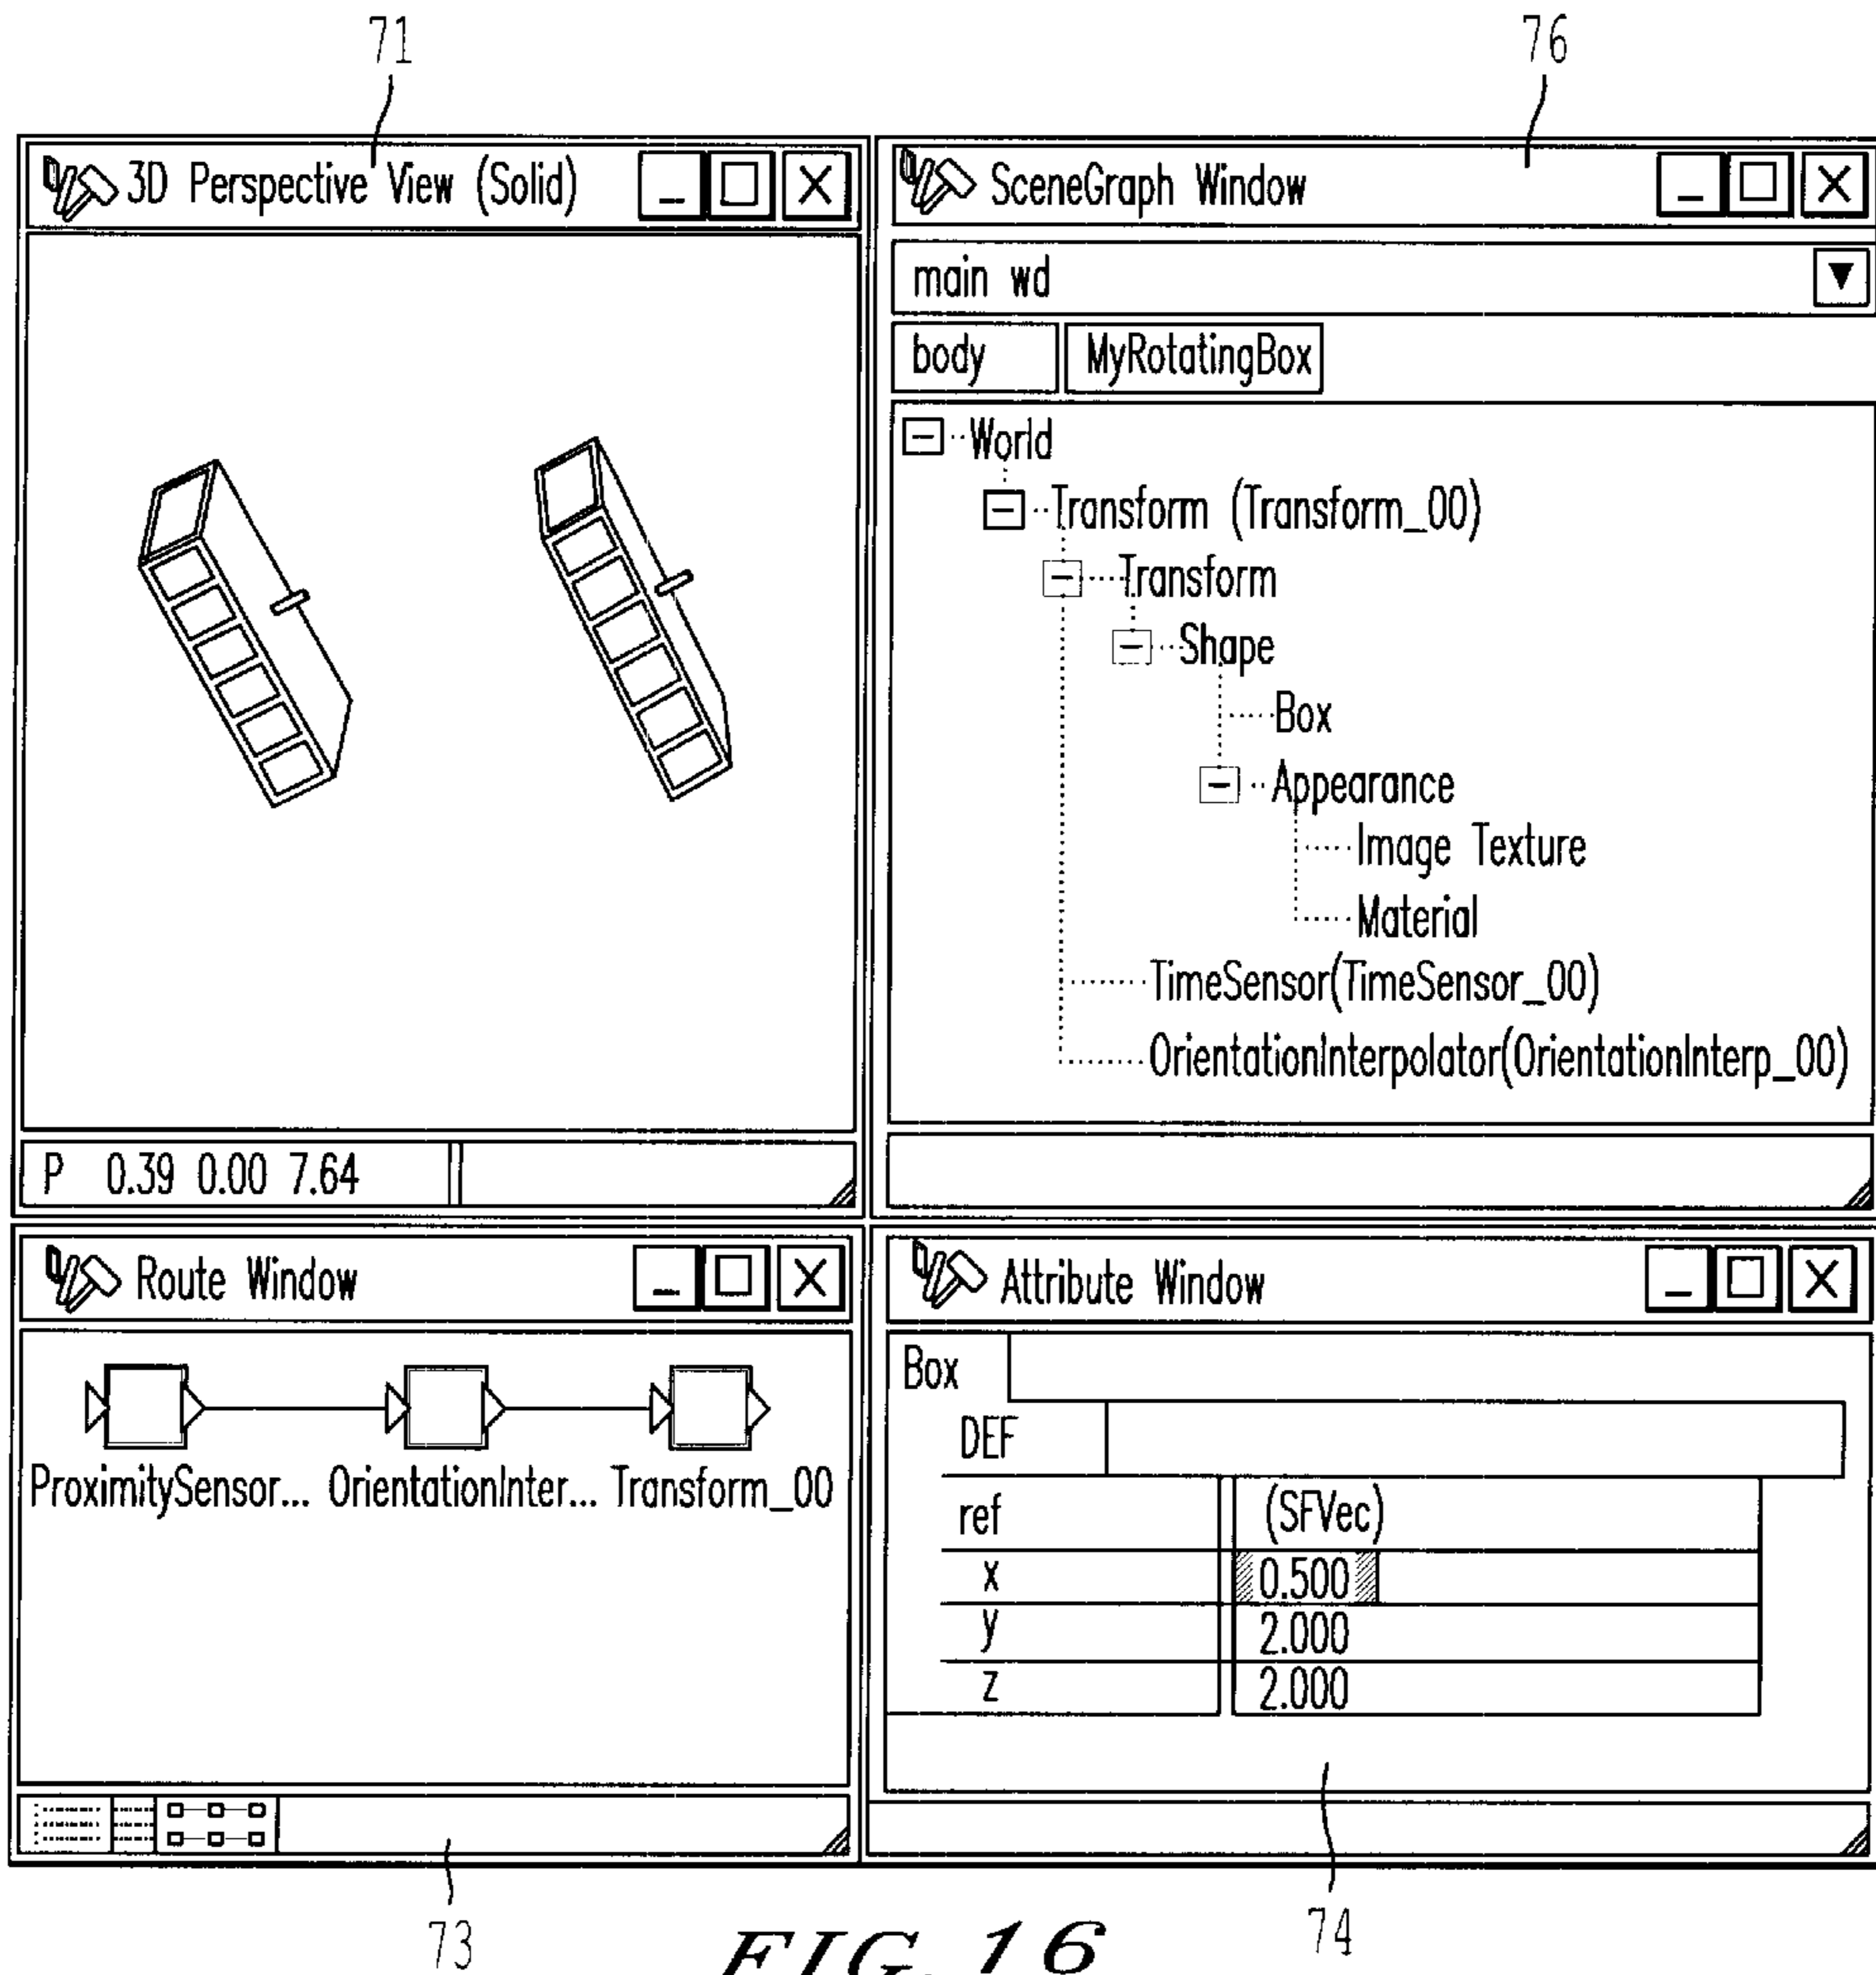 71
76
3D Perspective View (Solid)
SceneGraph Window
main wd
body MyRotatingBox
World
Transform (Transform_00)
Transform
Shape
Box
Appearance
Image Texture
Material
TimeSensor(TimeSensor_00)
OrientationInterpolator(OrientationInterp_00)
P 0.39 0.00 7.64
Route Window
ProximitySensor... OrientationInter... Transform_00
Attribute Window
Box
DEF
ref (SFVec)
x 0.500
y 2.000
z 2.000
73
74
FIG. 16